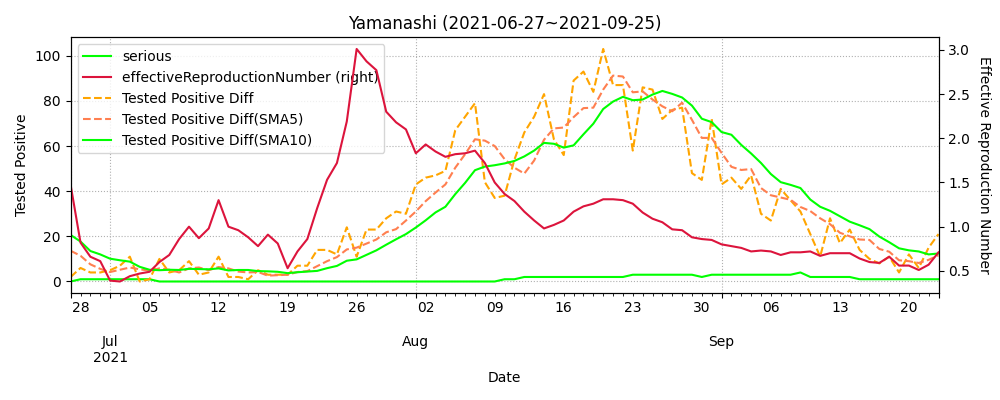 Yamanashi (2021-06-27~2021-09-25)
serious
effectiveReproductionNumber (right)
Tested Positive Diff
Tested Positive Diff(SMA5)
Tested Positive Diff(SMA10)
Tested Positive
100
80
60
40
20
0
Effective Reproduction Number
3.0
2.5
2.0
1.5
1.0
0.5
28 05 12 19 26 02 09 16 23 30 06 13 20
Jul Aug Sep
2021
Date